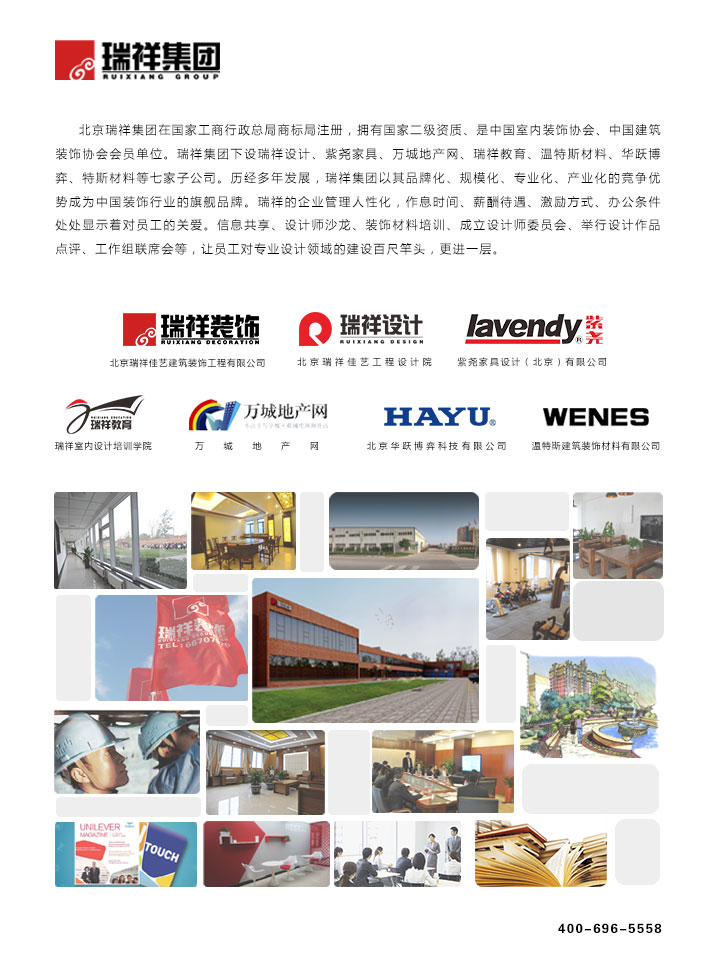 瑞祥集团
RUIXIANG GROUP
北京瑞祥集团在国家工商行政总局商标局注册，拥有国家二级资质、是中国室内装饰协会、中国建筑
装饰协会会员单位。瑞祥集团下设瑞祥设计、紫尧家具、万城地产网、瑞祥教育、温特斯材料、华跃博
弈、特斯材料等七家子公司。历经多年发展，瑞祥集团以其品牌化、规模化、专业化、产业化的竞争优
势成为中国装饰行业的旗舰品牌。瑞祥的企业管理人性化，作息时间、薪酬待遇、激励方式、办公条件
处处显示着对员工的关爱。信息共享、设计师沙龙、装饰材料培训、成立设计师委员会、举行设计作品
点评、工作组联席会等，让员工对专业设计领域的建设百尺竿头，更进一层。
瑞祥装饰
RUIXIANG DECORATION
北京瑞祥佳艺建筑装饰工程有限公司
瑞祥设计
RUIXIANG DESIGN
北京瑞祥佳艺工程设计院
lavendy® 紫尧
紫尧家具设计（北京）有限公司
RUIXIANG EDUCATION
瑞祥教育
瑞祥室内设计培训学院
万城地产网
万城地产网
HAYU®
北京华跃博弈科技有限公司
WENES
温特斯建筑装饰材料有限公司
瑞祥装饰
RUIXIANG DECORATION
UNILEVER
MAGAZINE
TOUCH
400-696-5558